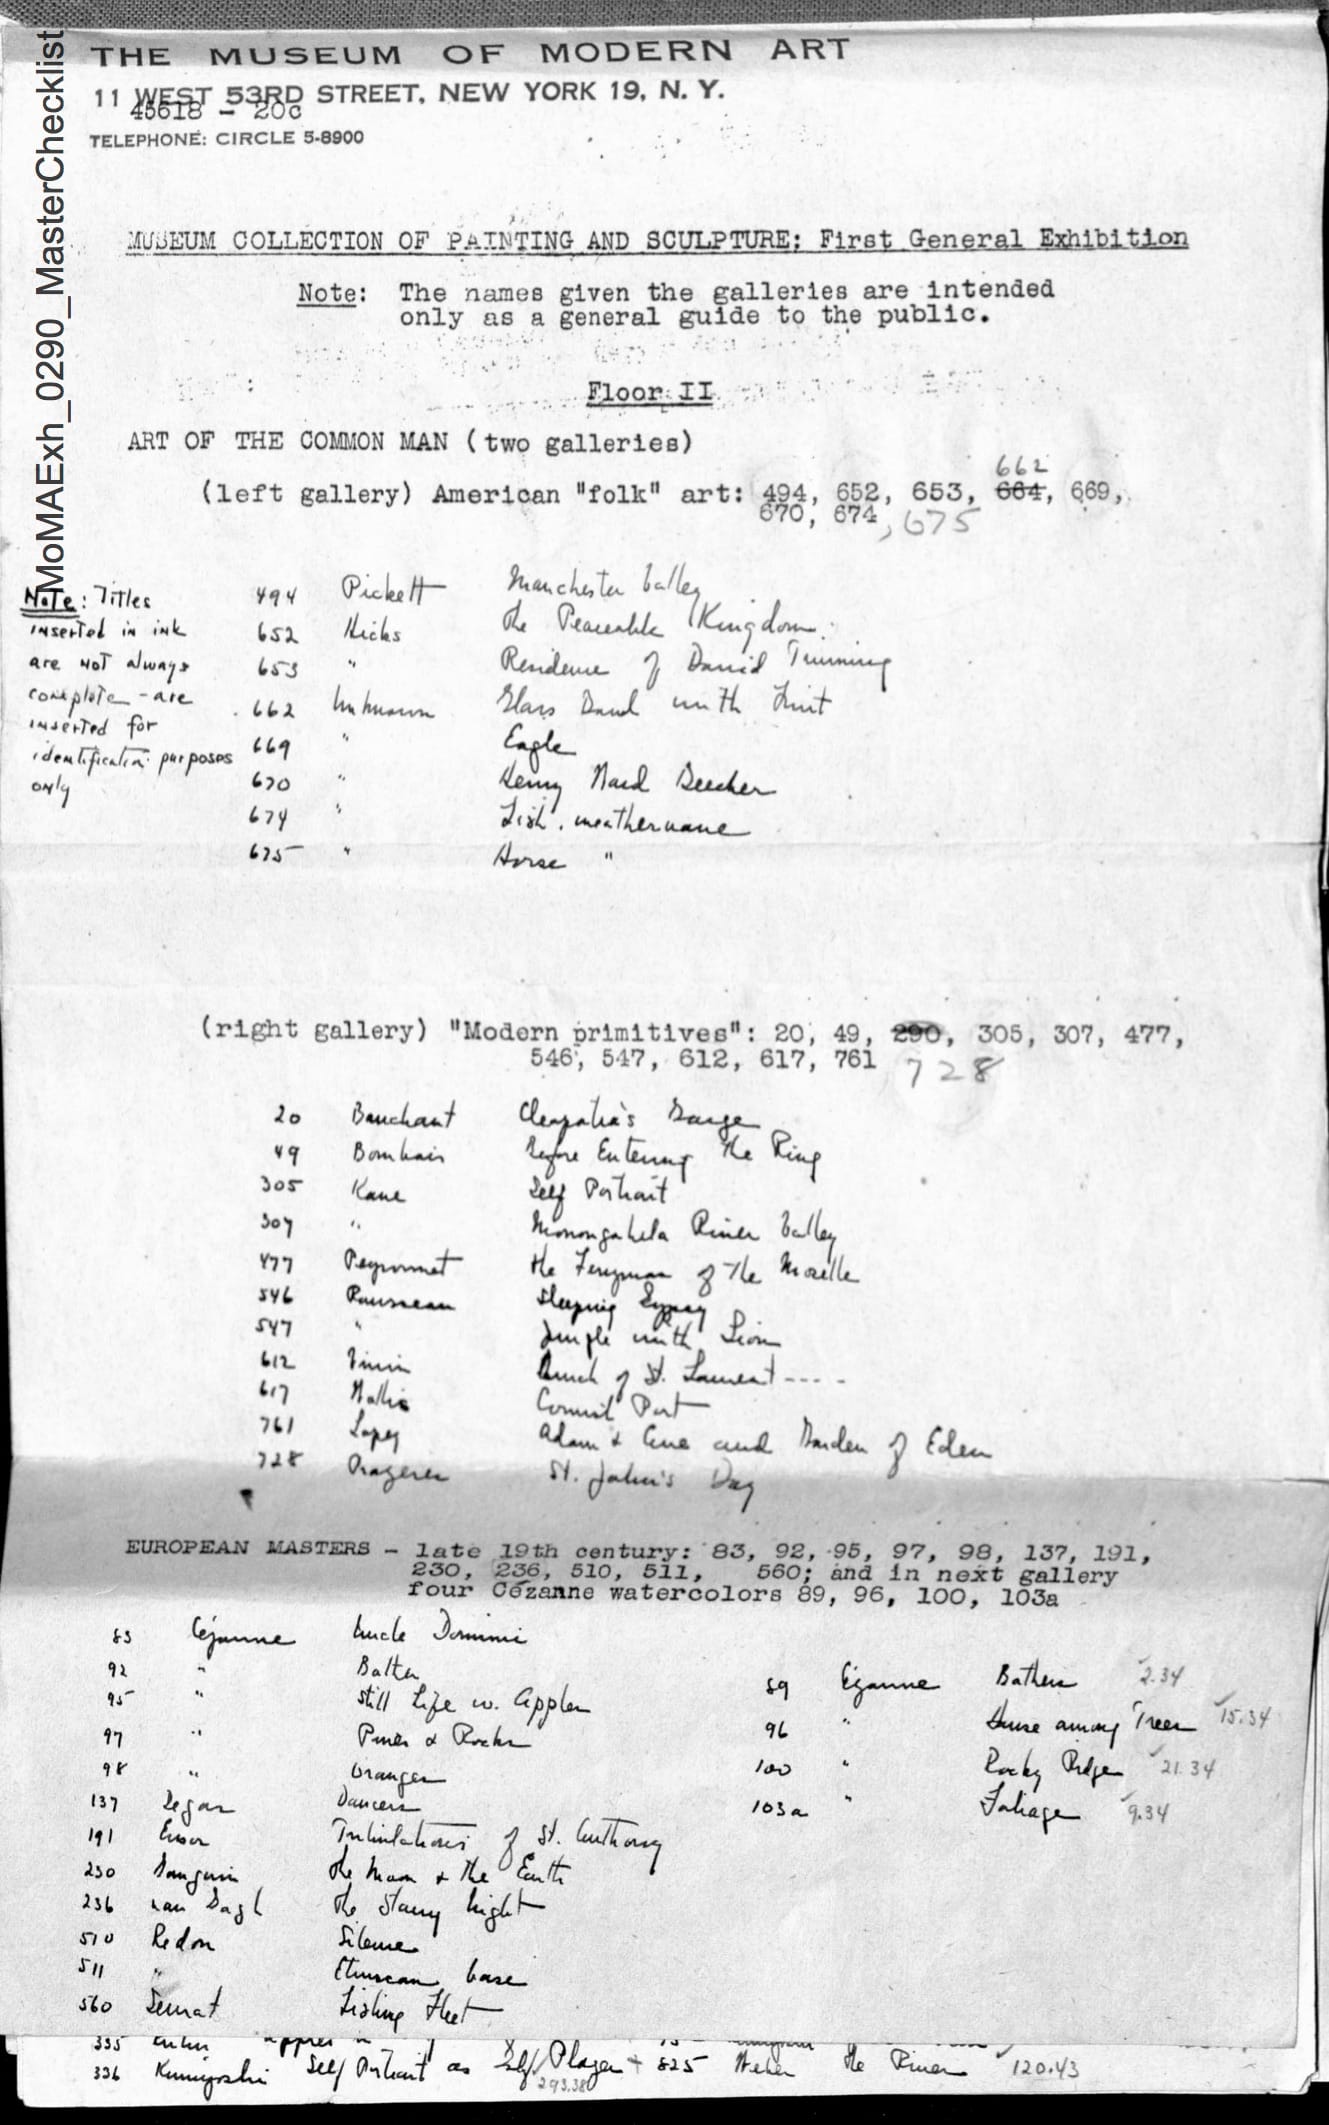 MoMAExh_0290_MasterChecklist
THE MUSEUM OF MODERN ART
11 WEST 53RD STREET, NEW YORK 19, N. Y.
45618 - 20c
TELEPHONE: CIRCLE 5-8900
MUSEUM COLLECTION OF PAINTING AND SCULPTURE: First General Exhibition
Note: The names given the galleries are intended
only as a general guide to the public.
Floor II
ART OF THE COMMON MAN (two galleries)
662
(left gallery) American "folk" art: 494, 652, 653, 664, 669,
670, 674, 675
Note: Titles
inserted in ink
are not always
complete - are
inserted for
identification purposes
only
494 Pickett Manchester Valley
652 Hicks The Peaceable Kingdom
653 " Residence of David Twining
662 Unknown Glass Bowl with Fruit
669 " Eagle
670 " Henry Ward Beecher
674 " Fish, weathervane
675 " Horse "
(right gallery) "Modern primitives": 20, 49, 290, 305, 307, 477,
546, 547, 612, 617, 761 728
20 Bauchant Cleopatra's Barge
49 Bombois Before Entering the Ring
305 Kane Self Portrait
307 " Monongahela River Valley
477 Peyronnet The Ferryman of the Moselle
546 Rousseau Sleeping Gypsy
547 " Jungle with Lion
612 Vivin Church of St. Laurent ----
617 Wallis Cornish Port
761 Lopez Adam & Eve and Garden of Eden
728 Prazeres St. John's Day
EUROPEAN MASTERS - late 19th century: 83, 92, 95, 97, 98, 137, 191,
230, 236, 510, 511, 560; and in next gallery
four Cézanne watercolors 89, 96, 100, 103a
83 Cézanne Uncle Dominic
92 " Bather
95 " Still Life w. Apples
97 " Pines & Rocks
98 " Oranges
137 Degas Dancers
191 Ensor Tribulations of St. Anthony
230 Gauguin The Moon & the Earth
236 van Gogh The Starry Night
510 Redon Silence
511 " Etruscan Vase
560 Seurat Fishing Fleet
89 Cézanne Bathers 2.34
96 " House among Trees 15.34
100 " Rocky Ridge 21.34
103a " Foliage 9.34
335
336 Kuniyoshi Self Portrait as Golf Player 293.38 825 Weber The River 120.43